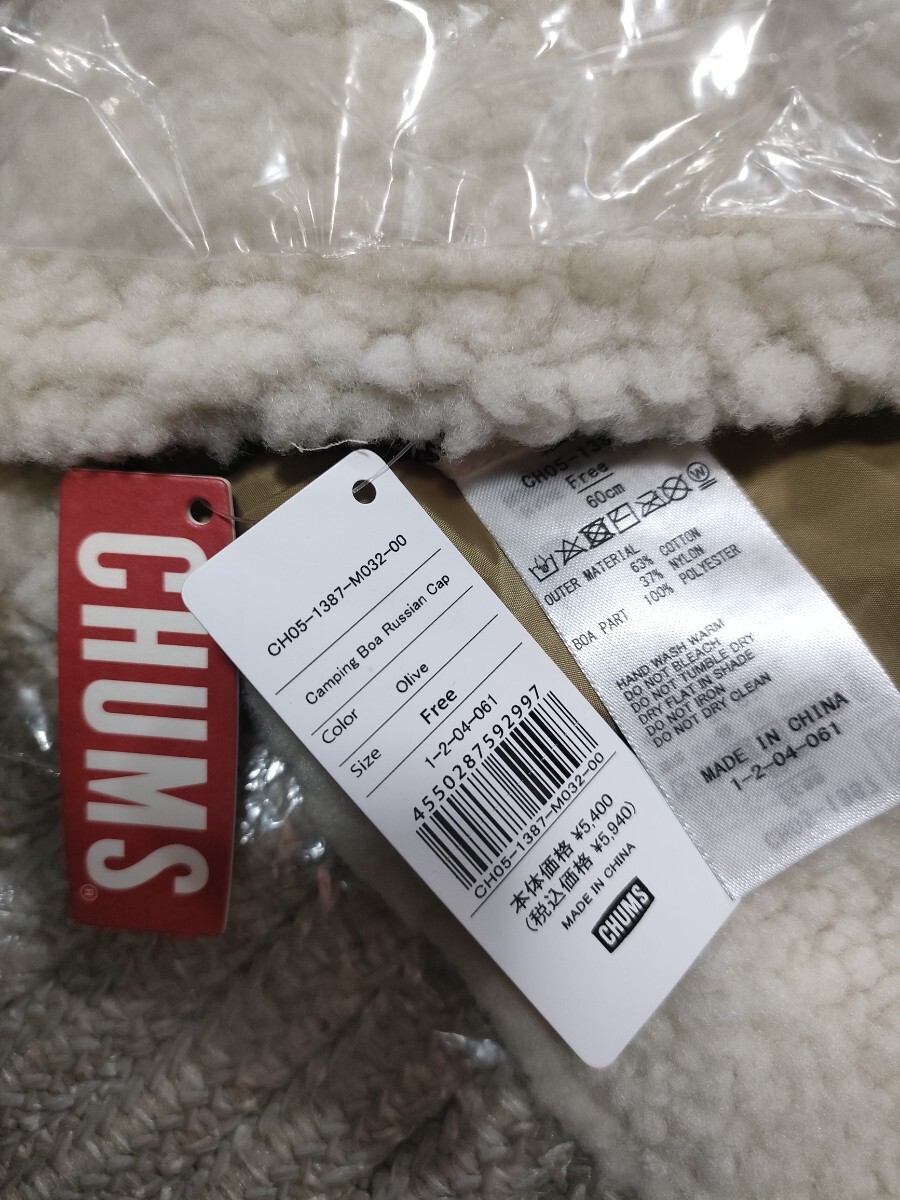 CHUMS®
CH05-1387-M032-00
Camping Boa Russian Cap
Color Olive
Size Free
1-2-04-061
4550287592997
CH05-1387-M032-00
本体価格 ¥5,400
(税込価格 ¥5,940)
MADE IN CHINA
CHUMS
Free
60cm
OUTER MATERIAL 63% COTTON
37% NYLON
BOA PART 100% POLYESTER
HAND WASH WARM
DO NOT BLEACH
DO NOT TUMBLE DRY
DRY FLAT IN SHADE
DO NOT IRON
DO NOT DRY CLEAN
MADE IN CHINA
1-2-04-061